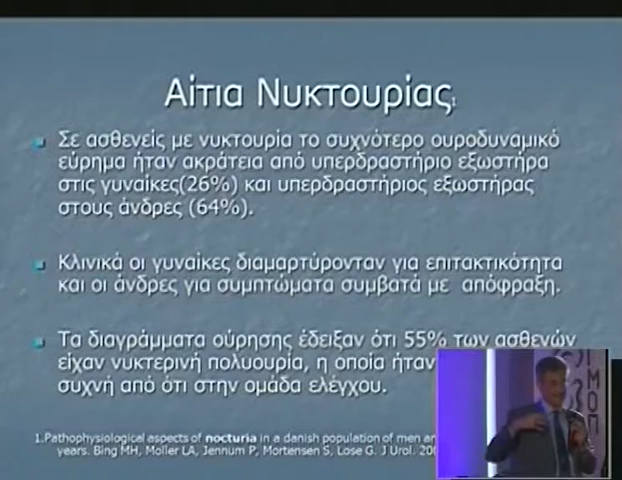 Αίτια Νυκτουρίας1
Σε ασθενείς με νυκτουρία το συχνότερο ουροδυναμικό
εύρημα ήταν ακράτεια από υπερδραστήριο εξωστήρα
στις γυναίκες(26%) και υπερδραστήριος εξωστήρας
στους άνδρες (64%).
Κλινικά οι γυναίκες διαμαρτύρονταν για επιτακτικότητα
και οι άνδρες για συμπτώματα συμβατά με απόφραξη.
Τα διαγράμματα ούρησης έδειξαν ότι 55% των ασθενών
είχαν νυκτερινή πολυουρία, η οποία ήταν
συχνή από ότι στην ομάδα ελέγχου.
1.Pathophysiological aspects of nocturia in a danish population of men an
years. Bing MH, Moller LA, Jennum P, Mortensen S, Lose G. J Urol.